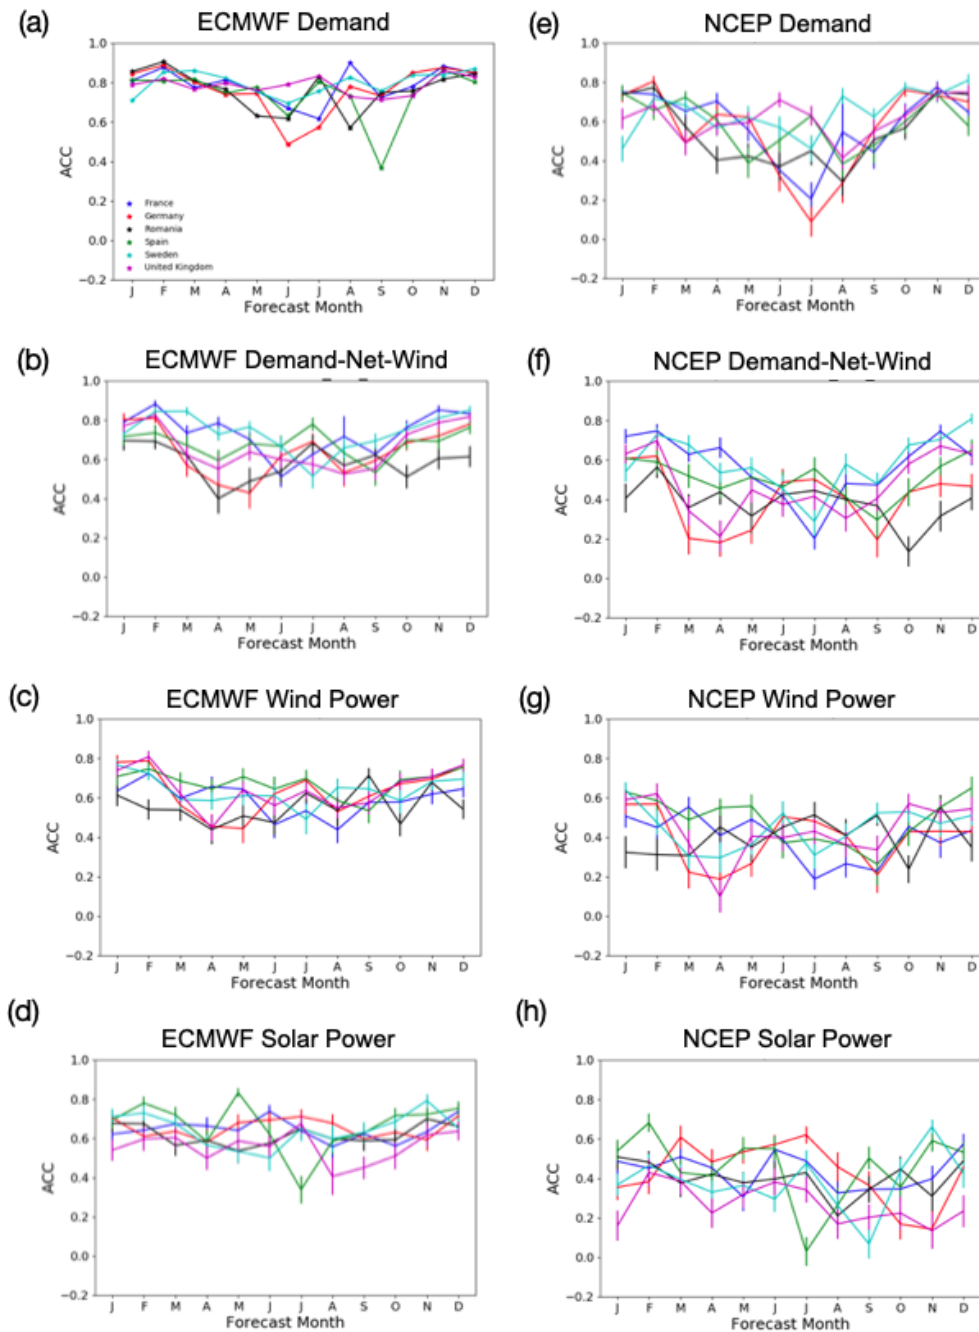 (a) ECMWF Demand
1.0
0.8
0.6
0.4
0.2
0.0
−0.2
ACC
France
Germany
Romania
Spain
Sweden
United Kingdom
J F M A M J J A S O N D
Forecast Month
(e) NCEP Demand
1.0
0.8
0.6
0.4
0.2
0.0
−0.2
ACC
J F M A M J J A S O N D
Forecast Month
(b) ECMWF Demand-Net-Wind
1.0
0.8
0.6
0.4
0.2
0.0
−0.2
ACC
J F M A M J J A S O N D
Forecast Month
(f) NCEP Demand-Net-Wind
1.0
0.8
0.6
0.4
0.2
0.0
−0.2
ACC
J F M A M J J A S O N D
Forecast Month
(c) ECMWF Wind Power
1.0
0.8
0.6
0.4
0.2
0.0
−0.2
ACC
J F M A M J J A S O N D
Forecast Month
(g) NCEP Wind Power
1.0
0.8
0.6
0.4
0.2
0.0
−0.2
ACC
J F M A M J J A S O N D
Forecast Month
(d) ECMWF Solar Power
1.0
0.8
0.6
0.4
0.2
0.0
−0.2
ACC
J F M A M J J A S O N D
Forecast Month
(h) NCEP Solar Power
1.0
0.8
0.6
0.4
0.2
0.0
−0.2
ACC
J F M A M J J A S O N D
Forecast Month